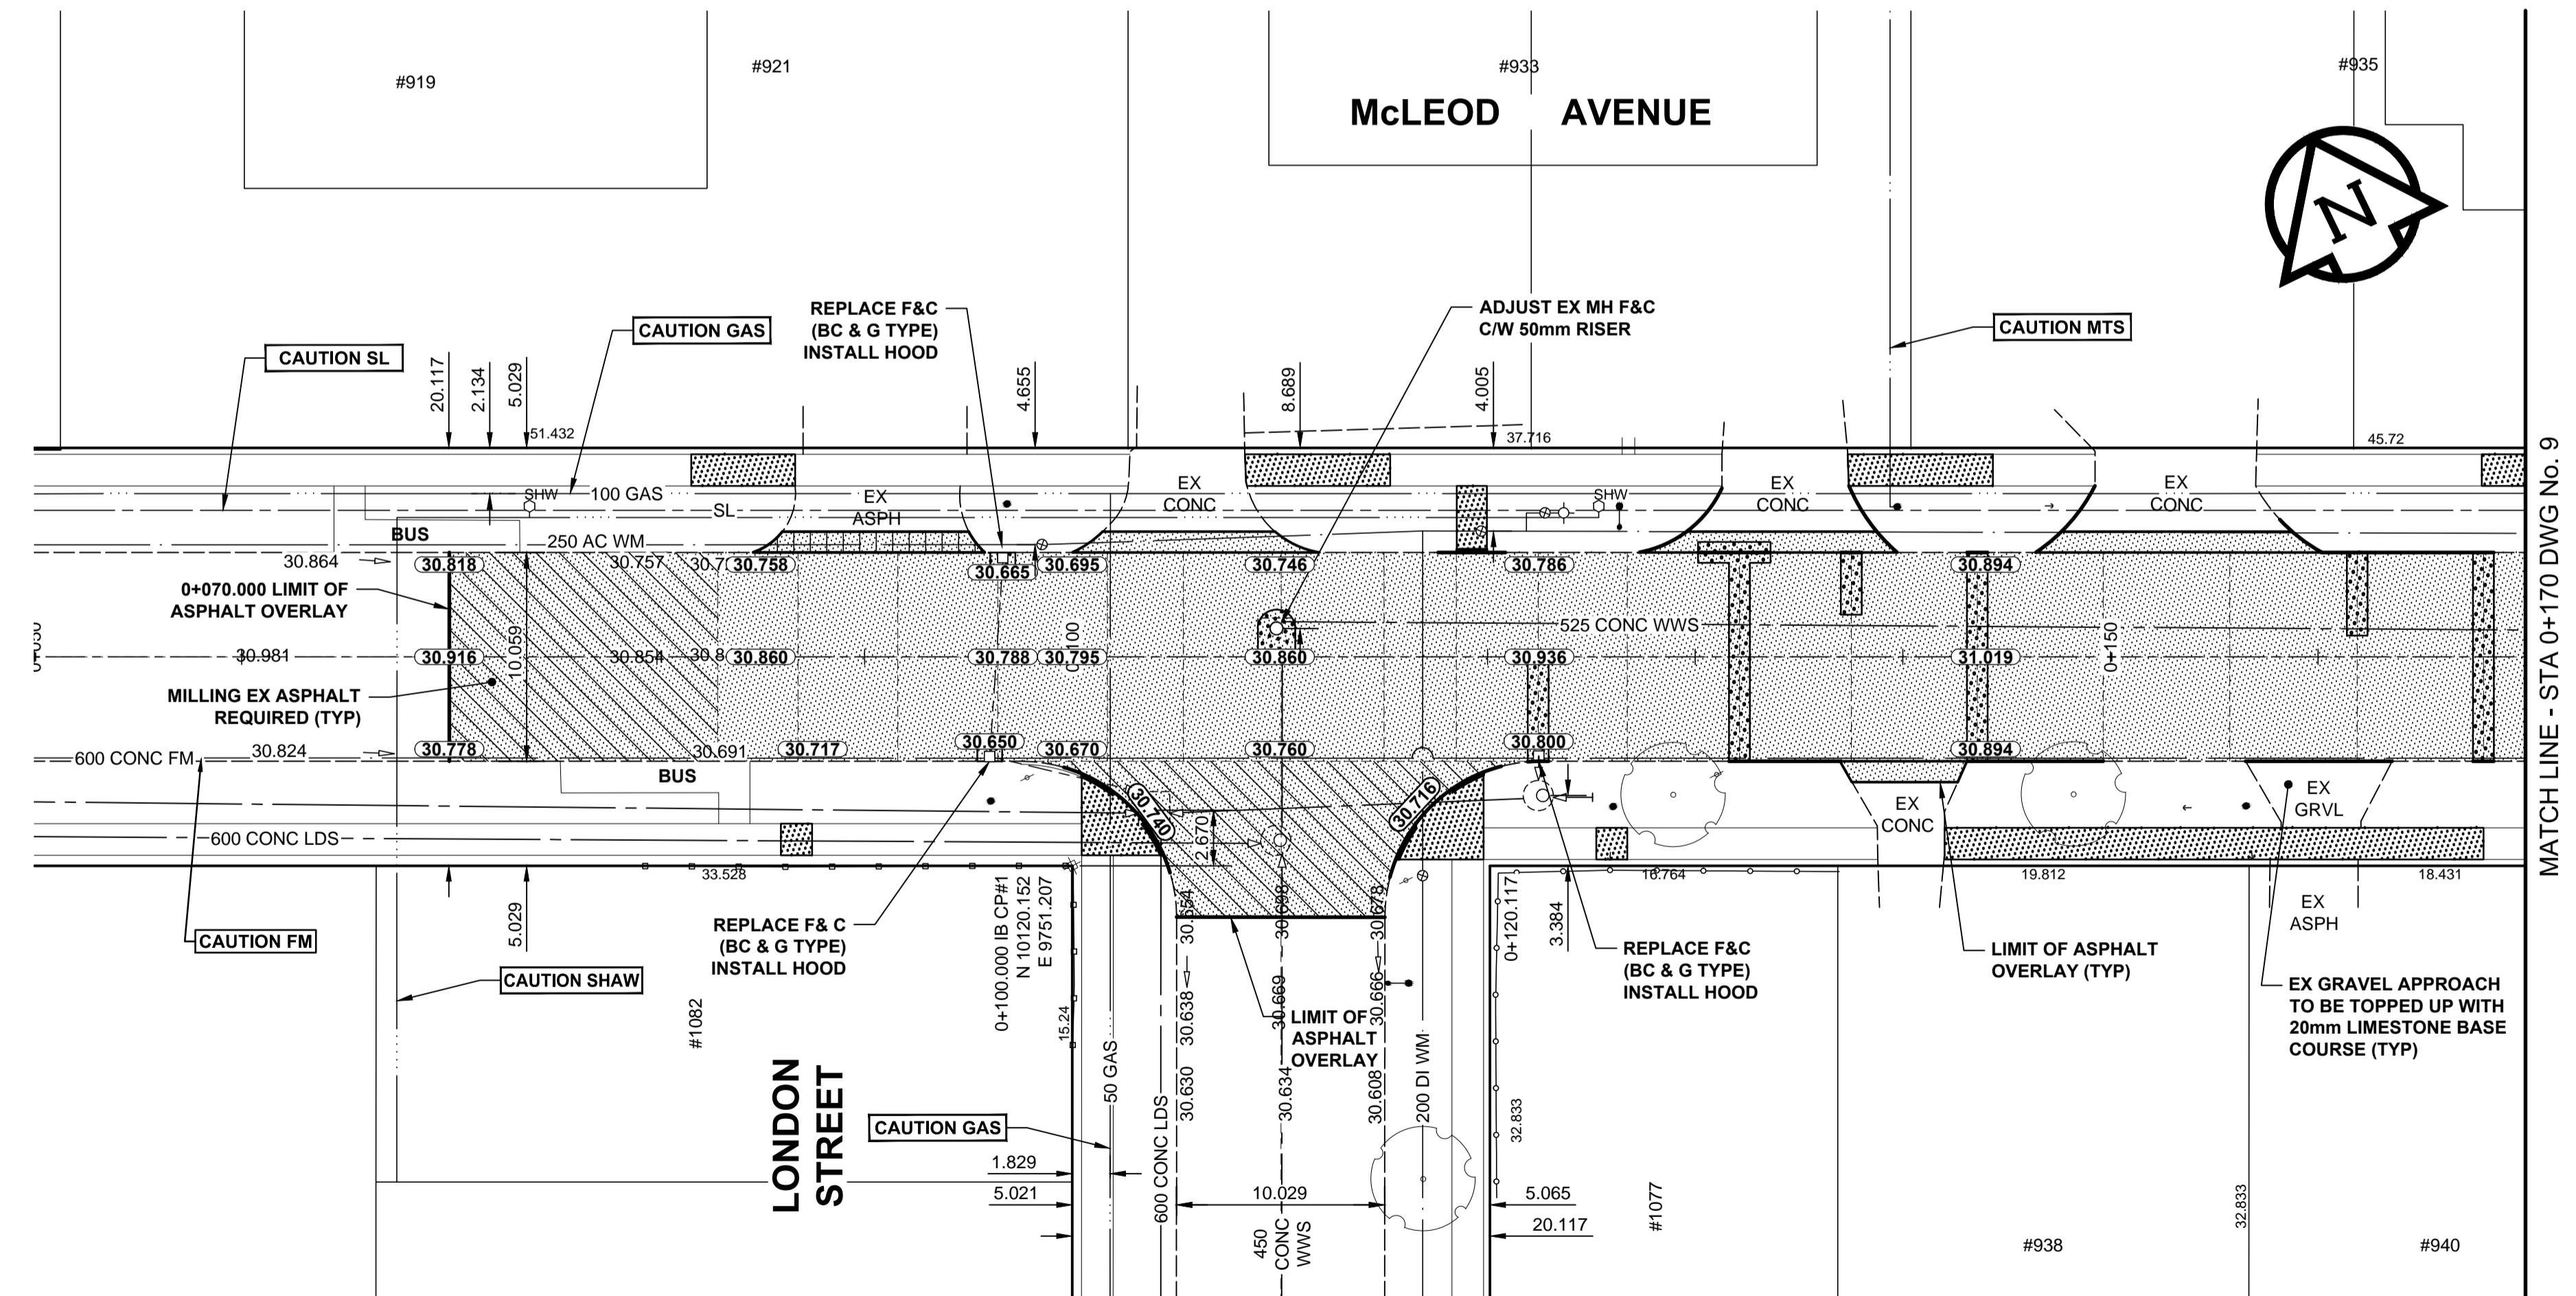 #919
#921
#933
#935
McLEOD AVENUE
N
CAUTION SL
CAUTION GAS
REPLACE F&C
(BC & G TYPE)
INSTALL HOOD
ADJUST EX MH F&C
C/W 50mm RISER
CAUTION MTS
20.117
2.134
5.029
51.432
4.655
8.689
4.005
37.716
45.72
MATCH LINE - STA 0+170 DWG No. 9
SHW
100 GAS
SL
EX
ASPH
EX
CONC
SHW
EX
CONC
EX
CONC
BUS
250 AC WM
30.864
30.818
30.757
30.758
30.665
30.695
30.746
30.786
30.894
0+070.000 LIMIT OF
ASPHALT OVERLAY
10.059
0+100
525 CONC WWS
0+150
30.981
30.916
30.854
30.860
30.788
30.795
30.860
30.936
31.019
MILLING EX ASPHALT
REQUIRED (TYP)
600 CONC FM
30.824
30.778
30.691
30.717
30.650
30.670
30.760
30.800
30.894
BUS
30.740
30.716
2.670
EX
CONC
EX
GRVL
600 CONC LDS
33.528
16.764
19.812
18.431
EX
ASPH
CAUTION FM
5.029
CAUTION SHAW
REPLACE F& C
(BC & G TYPE)
INSTALL HOOD
0+100.000 IB CP#1
N 10120.152
E 9751.207
15.24
30.654
30.698
30.678
0+120.117
3.384
REPLACE F&C
(BC & G TYPE)
INSTALL HOOD
LIMIT OF ASPHALT
OVERLAY (TYP)
EX GRAVEL APPROACH
TO BE TOPPED UP WITH
20mm LIMESTONE BASE
COURSE (TYP)
#1082
30.638
30.669
30.666
LIMIT OF
ASPHALT
OVERLAY
LONDON
STREET
50 GAS
600 CONC LDS
30.630
30.634
30.608
200 DI WM
32.833
CAUTION GAS
1.829
5.021
10.029
5.065
20.117
450
CONC
WWS
#1077
32.833
#938
#940